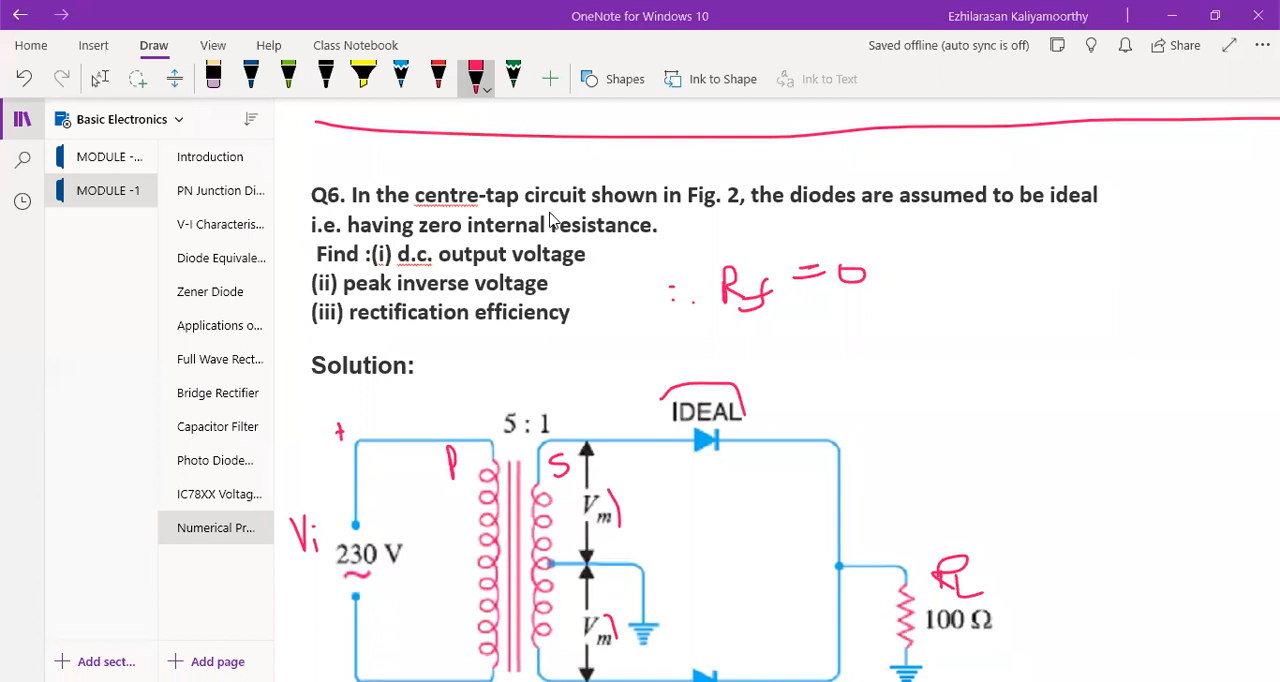 OneNote for Windows 10
Ezhilarasan Kaliyamoorthy
Home Insert Draw View Help Class Notebook
Saved offline (auto sync is off)
Share
Shapes
Ink to Shape
Ink to Text
Basic Electronics
MODULE -...
MODULE -1
Introduction
PN Junction Di...
V-I Characteris...
Diode Equivale...
Zener Diode
Applications o...
Full Wave Rect...
Bridge Rectifier
Capacitor Filter
Photo Diode...
IC78XX Voltag...
Numerical Pr...
Add sect...
Add page
Q6. In the centre-tap circuit shown in Fig. 2, the diodes are assumed to be ideal
i.e. having zero internal resistance.
Find :(i) d.c. output voltage
(ii) peak inverse voltage
(iii) rectification efficiency
∴ Rf = 0
Solution:
IDEAL
5 : 1
+
P
S
Vm
Vi
230 V
RL
100 Ω
Vm